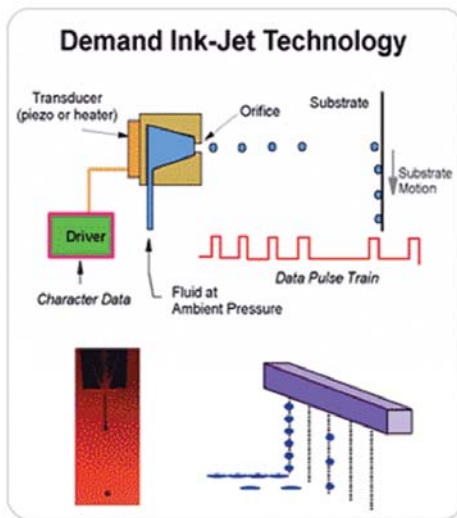 Demand Ink-Jet Technology
Transducer
(piezo or heater)
Orifice
Substrate
Substrate
Motion
Driver
Data Pulse Train
Character Data
Fluid at
Ambient Pressure